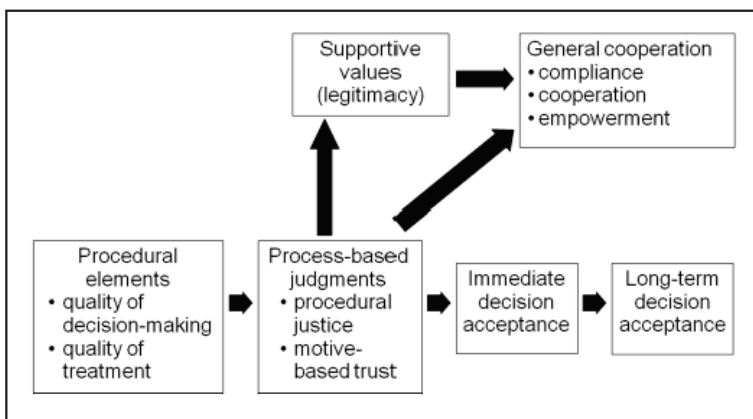 Supportive
values
(legitimacy)
General cooperation
• compliance
• cooperation
• empowerment
Procedural
elements
• quality of
decision-making
• quality of
treatment
Process-based
judgments
• procedural
justice
• motive-
based trust
Immediate
decision
acceptance
Long-term
decision
acceptance